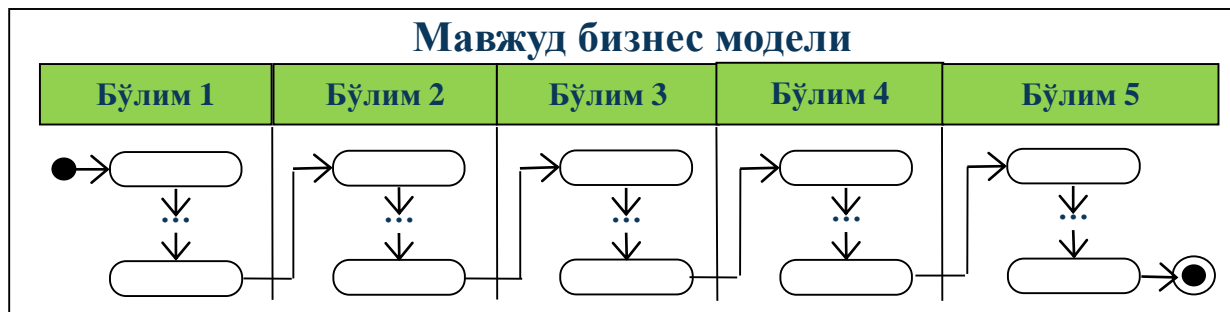 Мавжуд бизнес модели
Бўлим 1 Бўлим 2 Бўлим 3 Бўлим 4 Бўлим 5
... ... ... ... ...